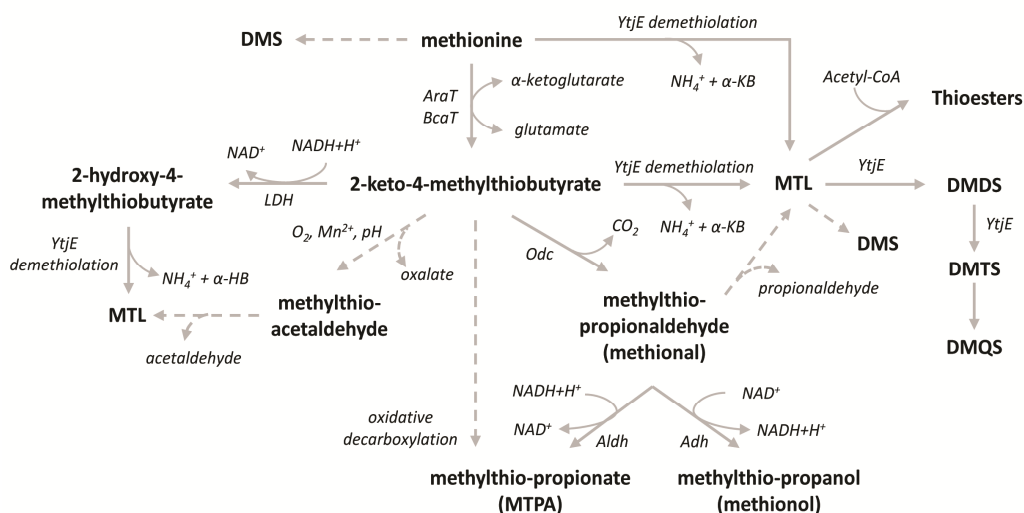 YtjE demethiolation
DMS
methionine
α-ketoglutarate
NH4+ + α-KB
Acetyl-CoA
Thioesters
AraT
BcaT
glutamate
NAD+
NADH+H+
2-hydroxy-4-
methylthiobutyrate
LDH
2-keto-4-methylthiobutyrate
YtjE demethiolation
NH4+ + α-KB
MTL
YtjE
DMDS
YtjE
DMS
DMTS
DMQS
O2, Mn2+, pH
oxalate
Odc
CO2
YtjE
demethiolation
NH4+ + α-HB
MTL
methylthio-
acetaldehyde
acetaldehyde
propionaldehyde
methylthio-
propionaldehyde
(methional)
oxidative
decarboxylation
NADH+H+
NAD+
NAD+
NADH+H+
Aldh
Adh
methylthio-propionate
(MTPA)
methylthio-propanol
(methionol)